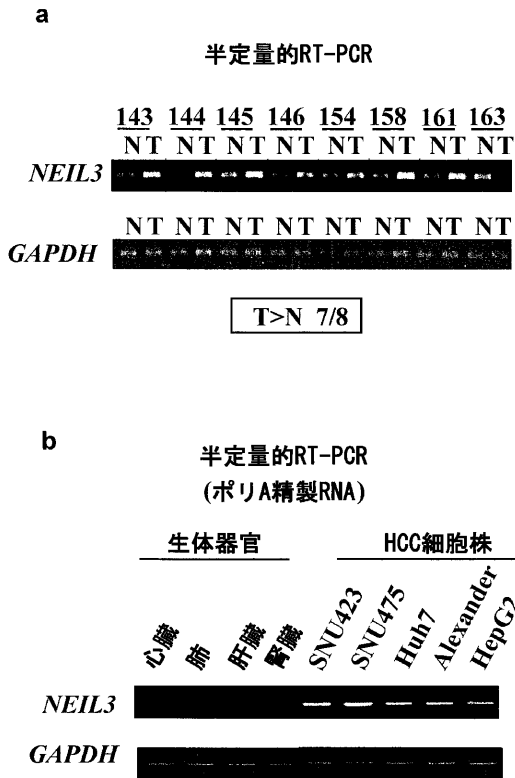 a
半定量的RT-PCR
143 144 145 146 154 158 161 163
N T N T N T N T N T N T N T N T
NEIL3
N T N T N T N T N T N T N T N T
GAPDH
T>N 7/8
b
半定量的RT-PCR
(ポリA精製RNA)
生体器官 HCC細胞株
心臓 肺 肝臓 腎臓 SNU423 SNU475 Huh7 Alexander HepG2
NEIL3
GAPDH